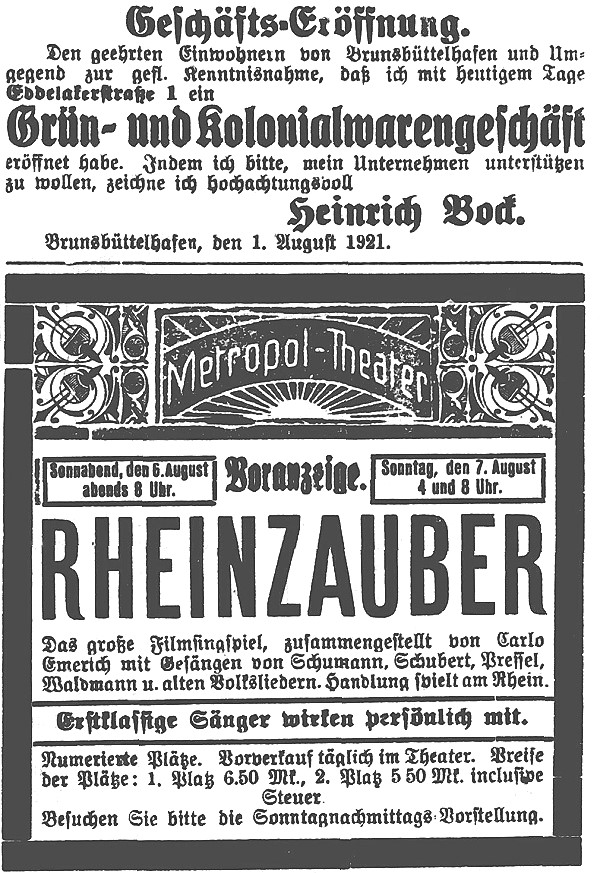 Geschäfts-Eröffnung.
Den geehrten Einwohnern von Brunsbüttelhafen und Um-
gegend zur gefl. Kenntnisnahme, daß ich mit heutigem Tage
Eddelakerstraße 1 ein
Grün- und Kolonialwarengeschäft
eröffnet habe. Indem ich bitte, mein Unternehmen unterstützen
zu wollen, zeichne ich hochachtungsvoll
Heinrich Bock.
Brunsbüttelhafen, den 1. August 1921.
Metropol-Theater
Sonnabend, den 6. August
abends 8 Uhr.
Voranzeige.
Sonntag, den 7. August
4 und 8 Uhr.
RHEINZAUBER
Das große Filmsingspiel, zusammengestellt von Carlo
Emerich mit Gesängen von Schumann, Schubert, Pressel,
Waldmann u. alten Volksliedern. Handlung spielt am Rhein.
Erstklassige Sänger wirken persönlich mit.
Numerierte Plätze. Vorverkauf täglich im Theater. Preise
der Plätze: 1. Platz 6.50 Mk., 2. Platz 5 50 Mk. inclusive
Steuer.
Besuchen Sie bitte die Sonntagnachmittags-Vorstellung.